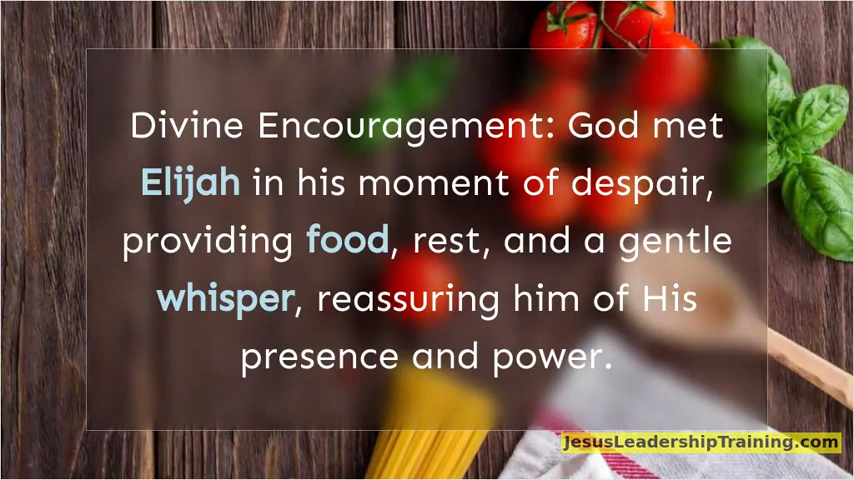 Divine Encouragement: God met
Elijah in his moment of despair,
providing food, rest, and a gentle
whisper, reassuring him of His
presence and power.
JesusLeadershipTraining.com